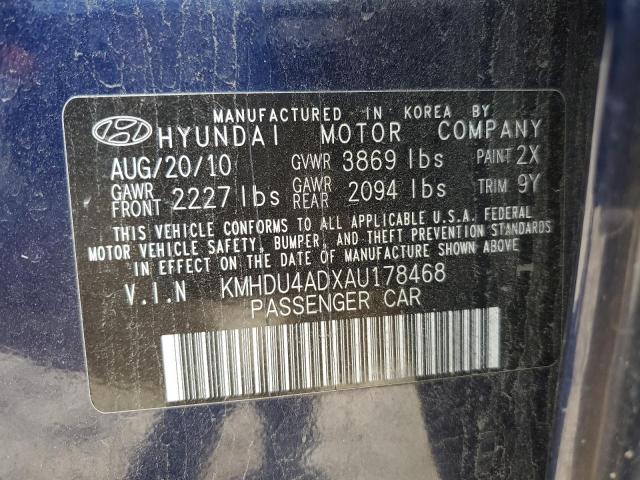 MANUFACTURED IN KOREA BY
HYUNDAI MOTOR COMPANY
AUG/20/10 GVWR 3869 lbs PAINT 2X
GAWR FRONT 2227 lbs GAWR REAR 2094 lbs TRIM 9Y
THIS VEHICLE CONFORMS TO ALL APPLICABLE U.S.A. FEDERAL
MOTOR VEHICLE SAFETY, BUMPER, AND THEFT PREVENTION STANDARDS
IN EFFECT ON THE DATE OF MANUFACTURE SHOWN ABOVE
V.I.N KMHDU4ADXAU178468
PASSENGER CAR